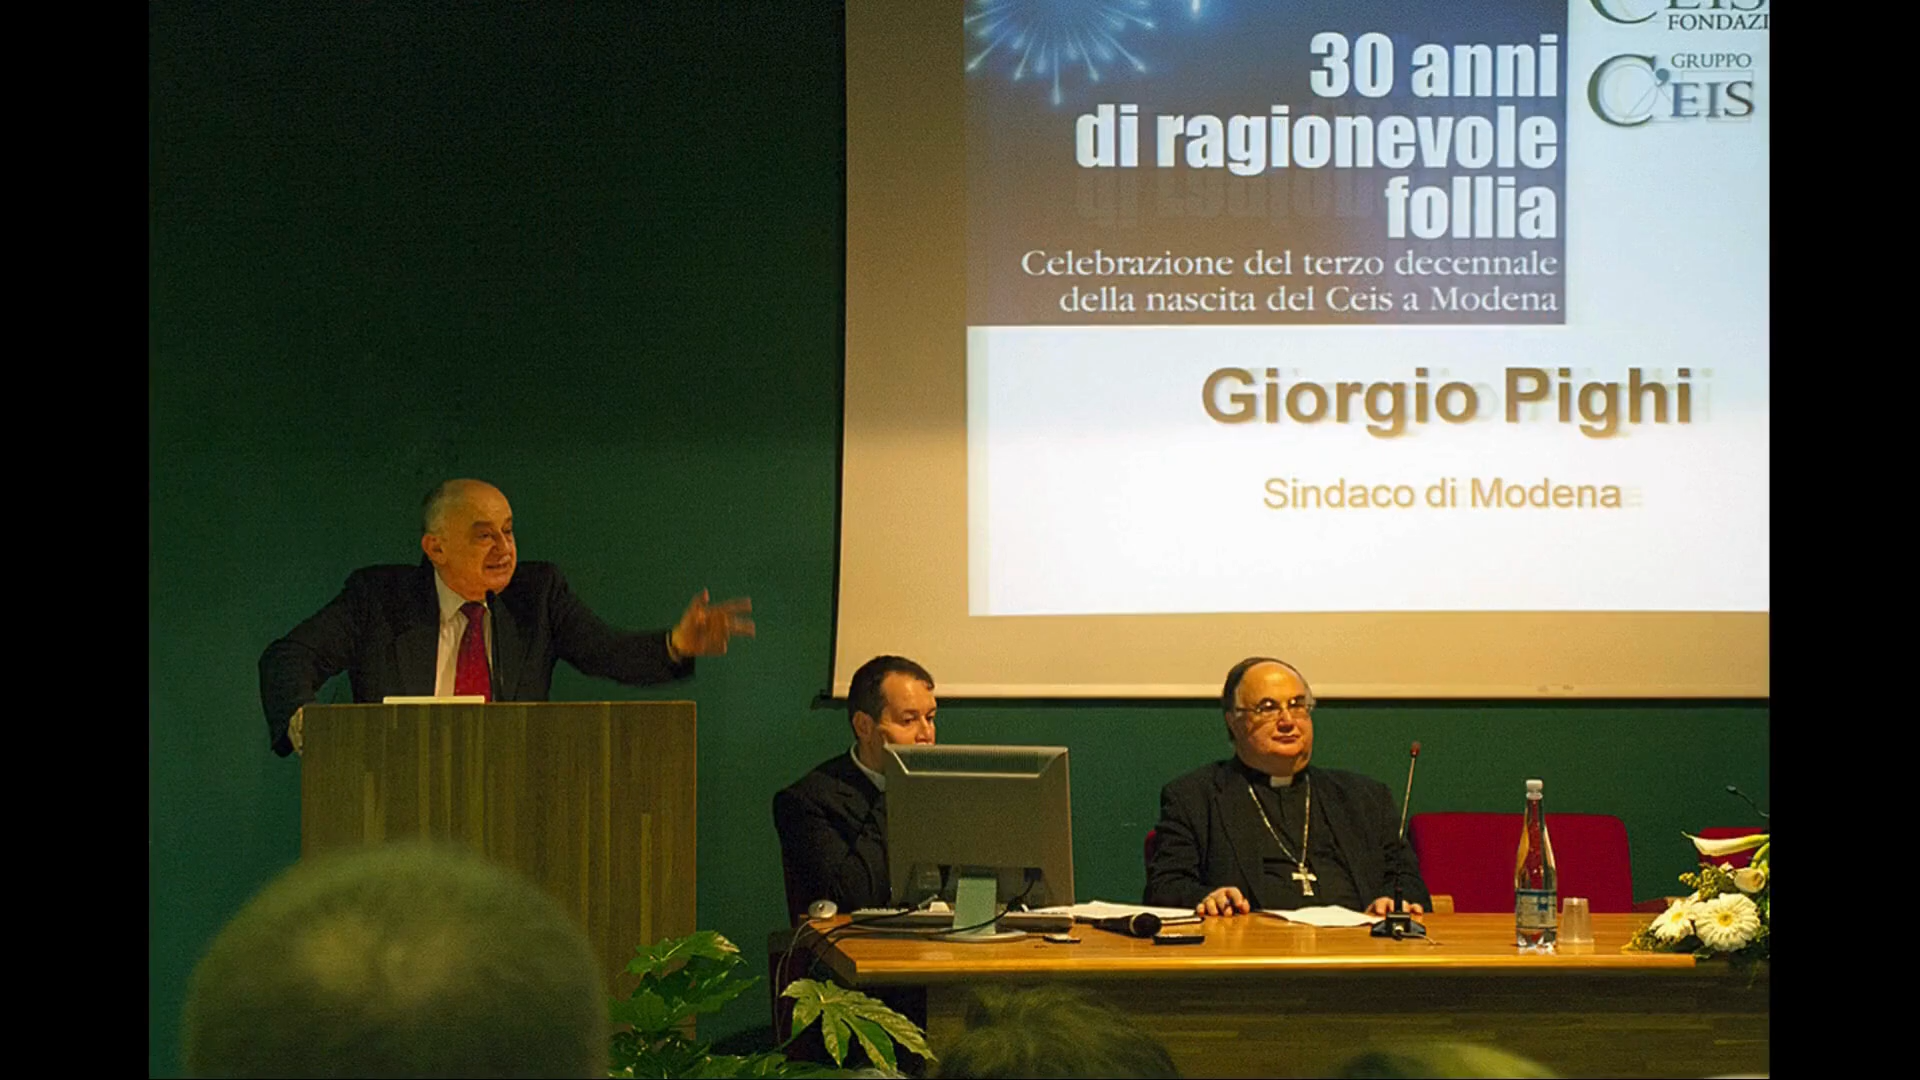 30 anni
di ragionevole
follia
Celebrazione del terzo decennale
della nascita del Ceis a Modena
GRUPPO
CEIS
Giorgio Pighi
Sindaco di Modena